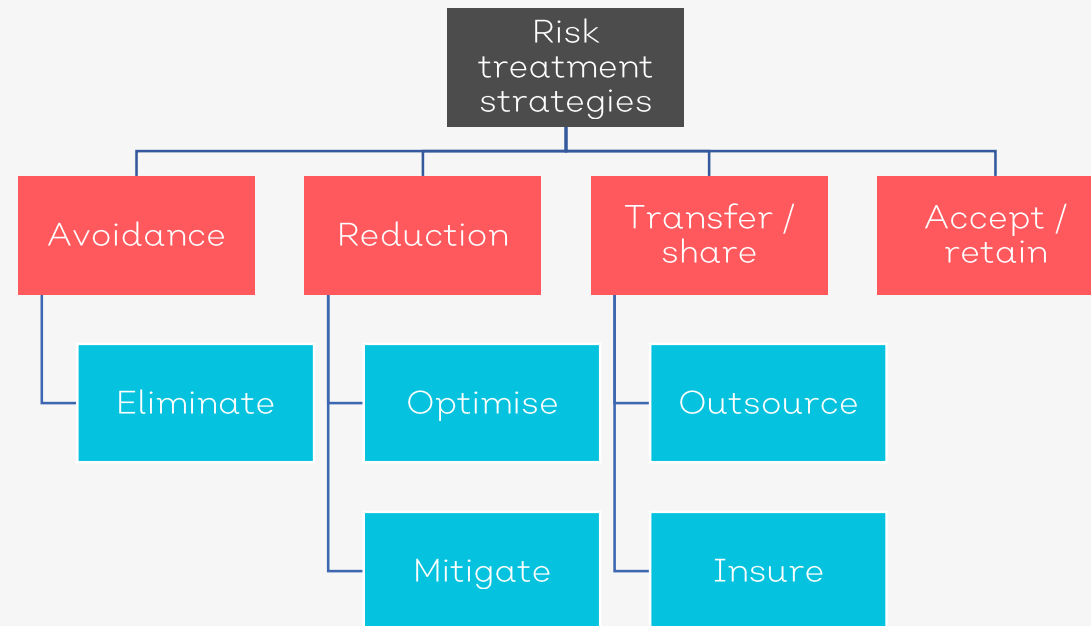 Risk
treatment
strategies
Avoidance
Reduction
Transfer /
share
Accept /
retain
Eliminate
Optimise
Outsource
Mitigate
Insure